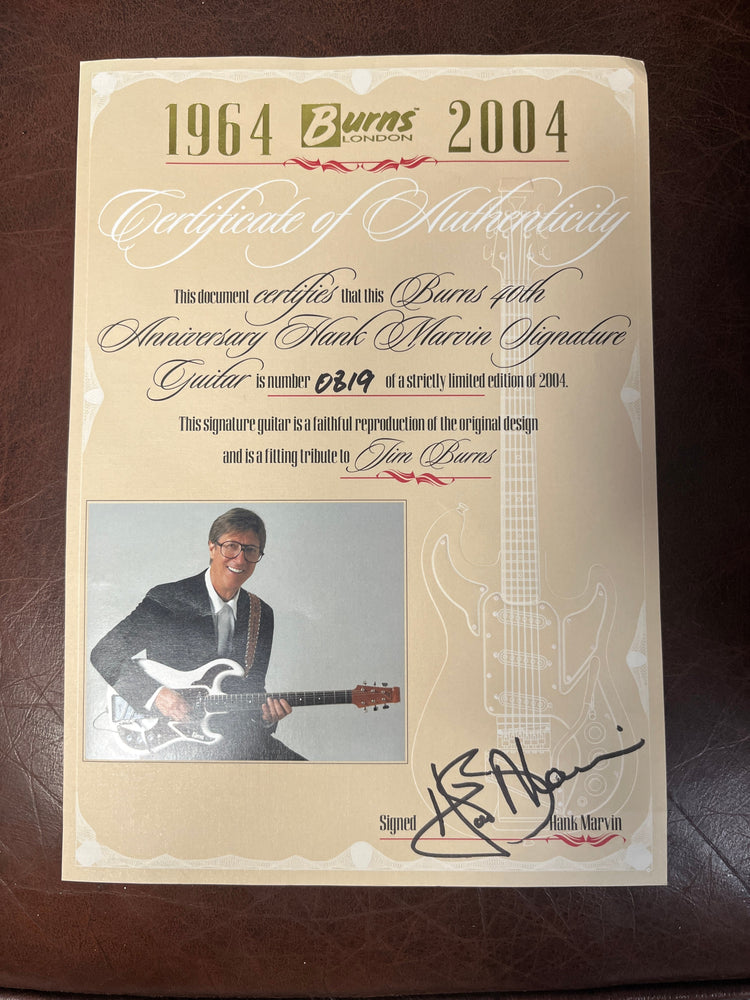 1964 Burns™ LONDON 2004
Certificate of Authenticity
This document certifies that this Burns 40th
Anniversary Hank Marvin Signature
Guitar is number 0319 of a strictly limited edition of 2004.
This signature guitar is a faithful reproduction of the original design
and is a fitting tribute to Jim Burns
Signed Hank Marvin